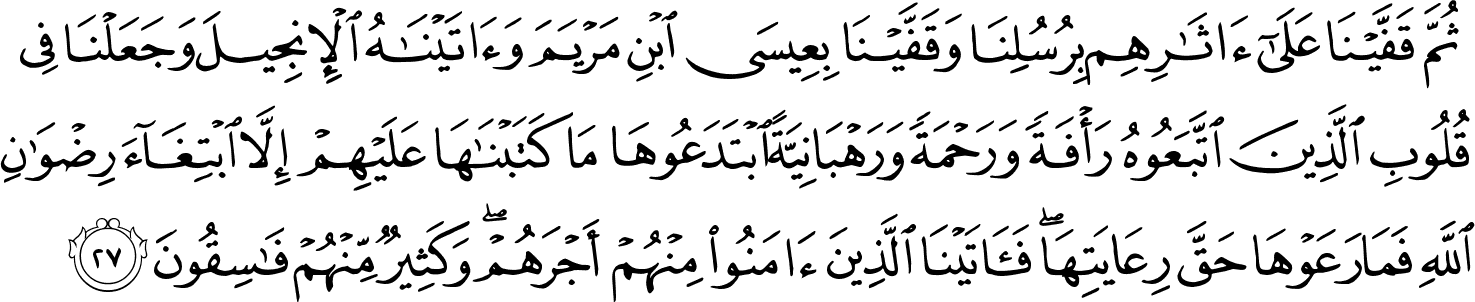 ثُمَّ قَفَّيْنَا عَلَىٰٓ ءَاثَـٰرِهِم بِرُسُلِنَا وَقَفَّيْنَا بِعِيسَى ٱبْنِ مَرْيَمَ وَءَاتَيْنَـٰهُ ٱلْإِنجِيلَ وَجَعَلْنَا فِى
قُلُوبِ ٱلَّذِينَ ٱتَّبَعُوهُ رَأْفَةً وَرَحْمَةً وَرَهْبَانِيَّةً ٱبْتَدَعُوهَا مَا كَتَبْنَـٰهَا عَلَيْهِمْ إِلَّا ٱبْتِغَآءَ رِضْوَٰنِ
ٱللَّهِ فَمَا رَعَوْهَا حَقَّ رِعَايَتِهَا ۖ فَـَٔاتَيْنَا ٱلَّذِينَ ءَامَنُوا۟ مِنْهُمْ أَجْرَهُمْ ۖ وَكَثِيرٌ مِّنْهُمْ فَـٰسِقُونَ ٢٧